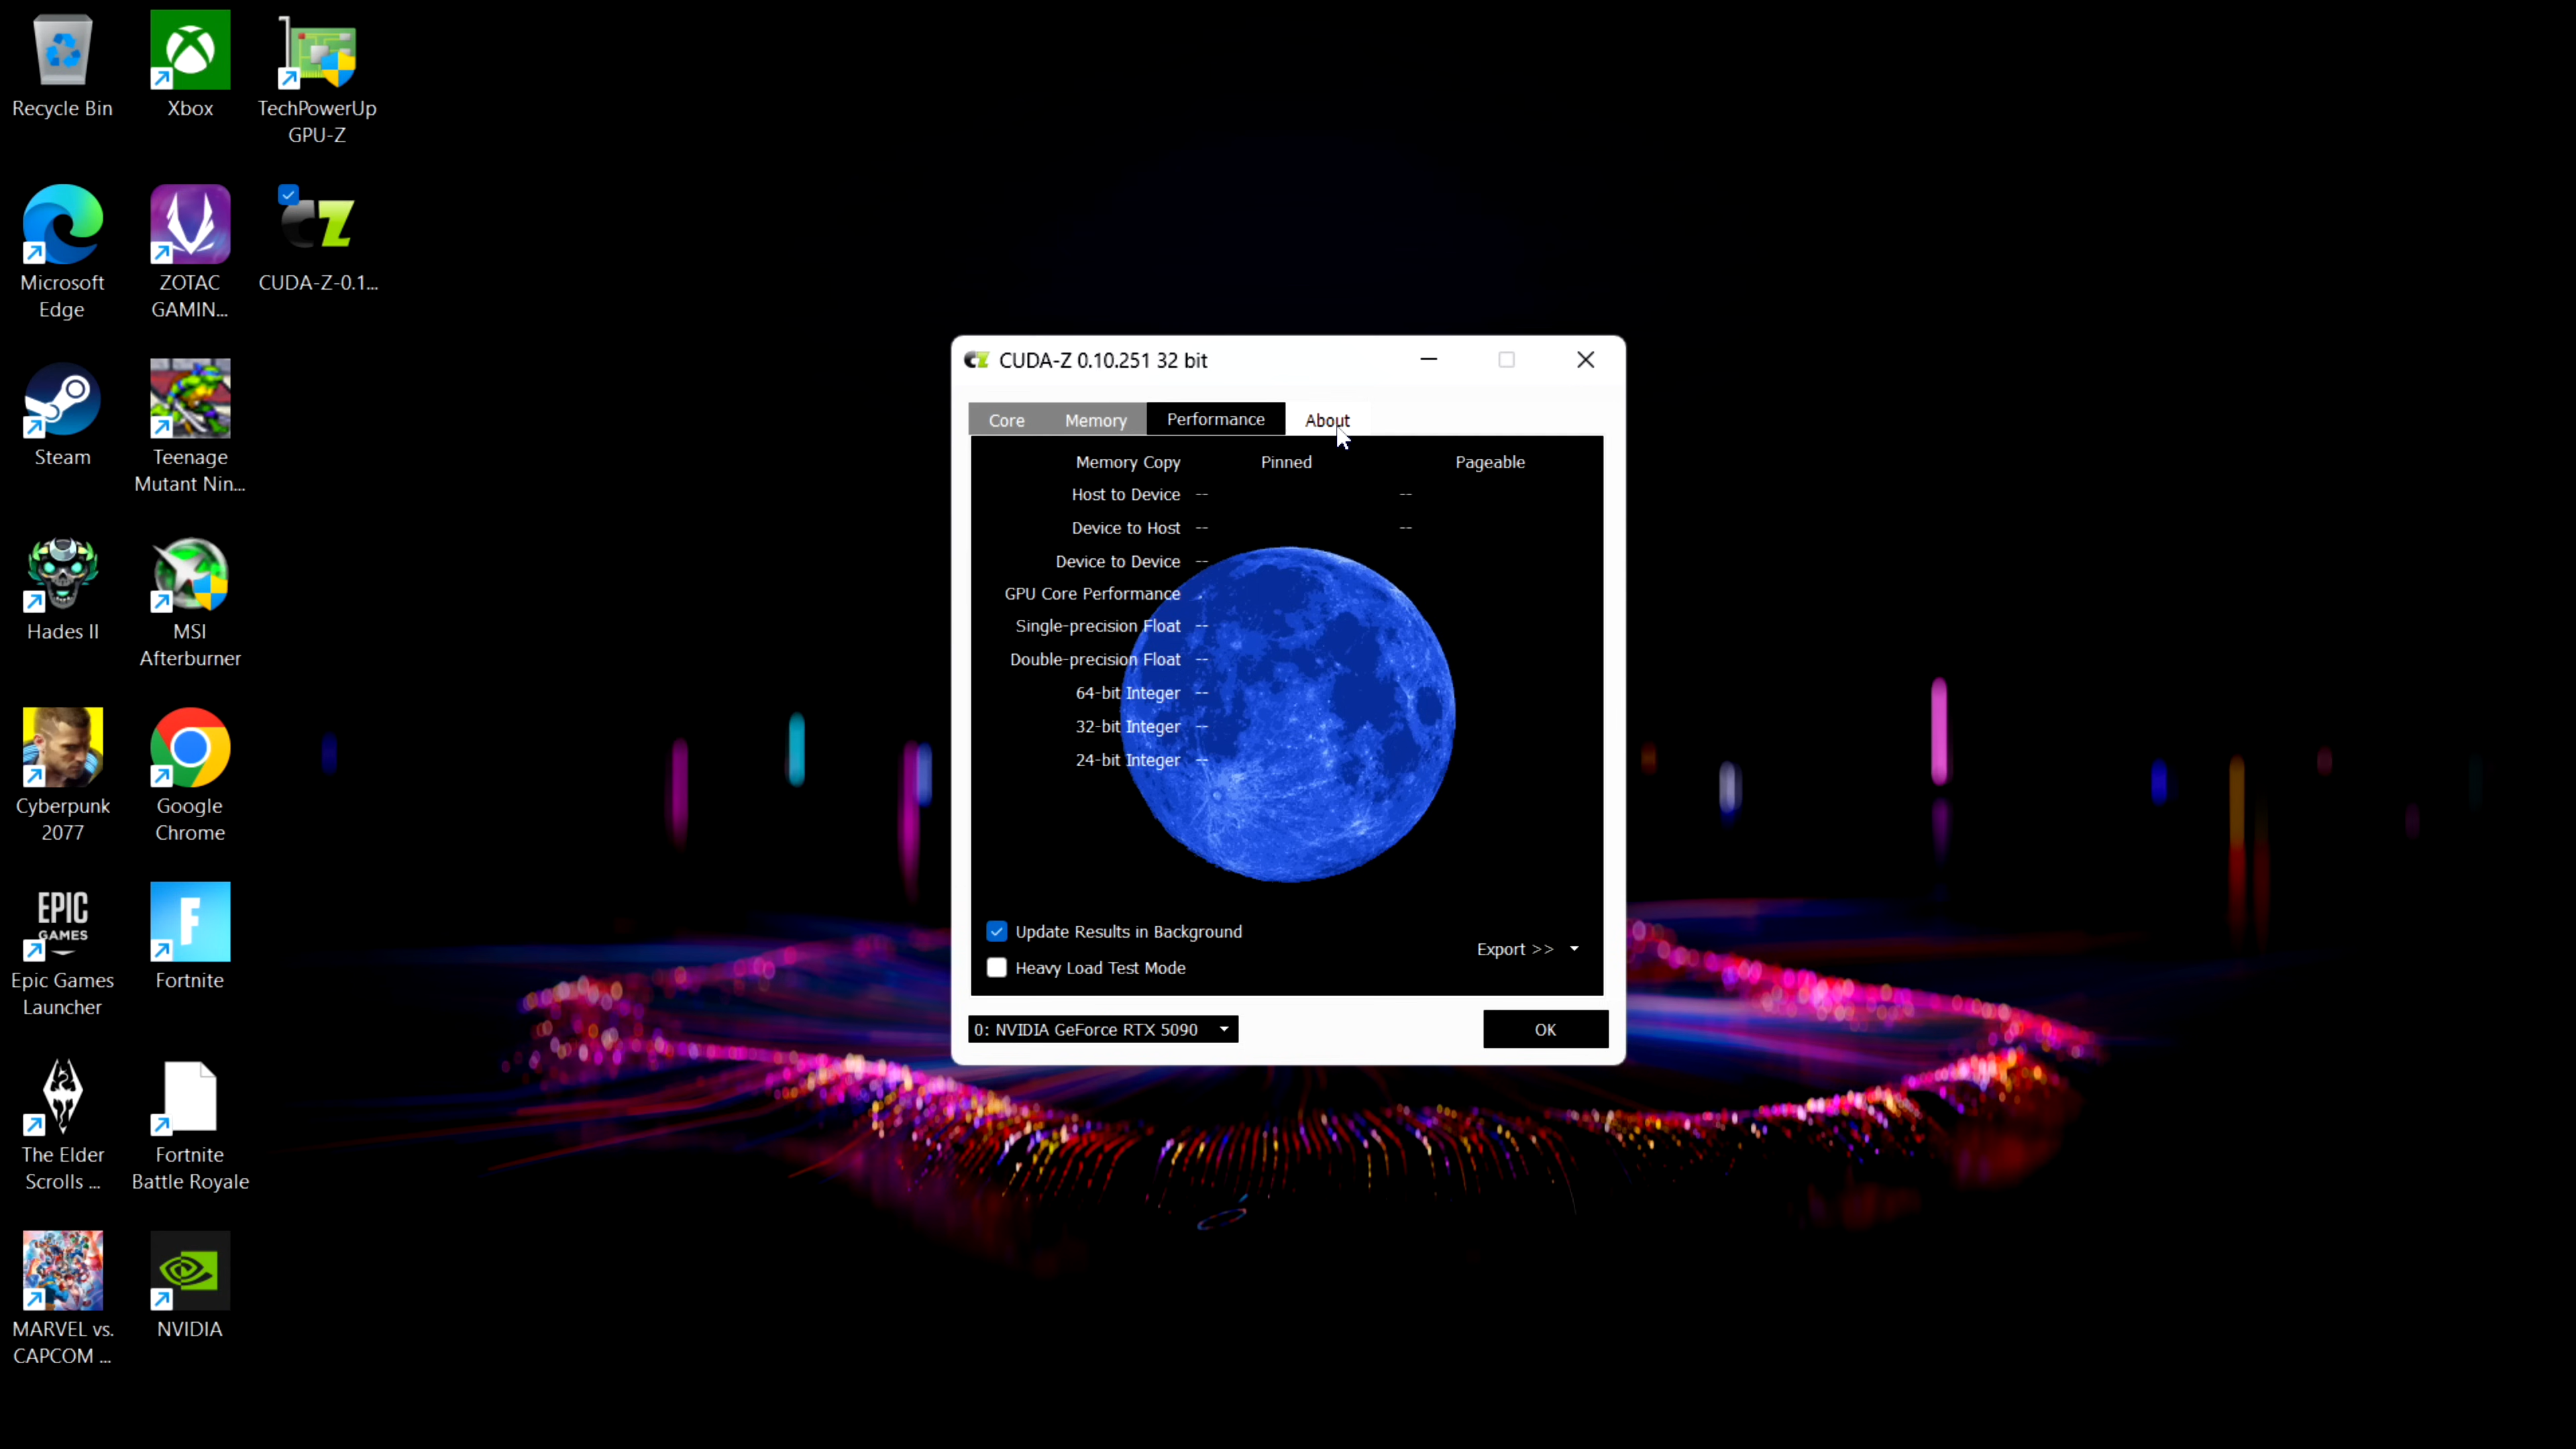 Recycle Bin
Xbox
TechPowerUp
GPU-Z
Microsoft
Edge
ZOTAC
GAMIN...
CZ
CUDA-Z-0.1...
Steam
Teenage
Mutant Nin...
Hades II
MSI
Afterburner
Cyberpunk
2077
Google
Chrome
EPIC
GAMES
Epic Games
Launcher
F
Fortnite
The Elder
Scrolls ...
Fortnite
Battle Royale
MARVEL vs.
CAPCOM ...
NVIDIA
CZ CUDA-Z 0.10.251 32 bit
Core Memory Performance About
Memory Copy Pinned Pageable
Host to Device -- --
Device to Host -- --
Device to Device --
GPU Core Performance
Single-precision Float --
Double-precision Float --
64-bit Integer --
32-bit Integer --
24-bit Integer --
Update Results in Background
Export >>
Heavy Load Test Mode
0: NVIDIA GeForce RTX 5090
OK